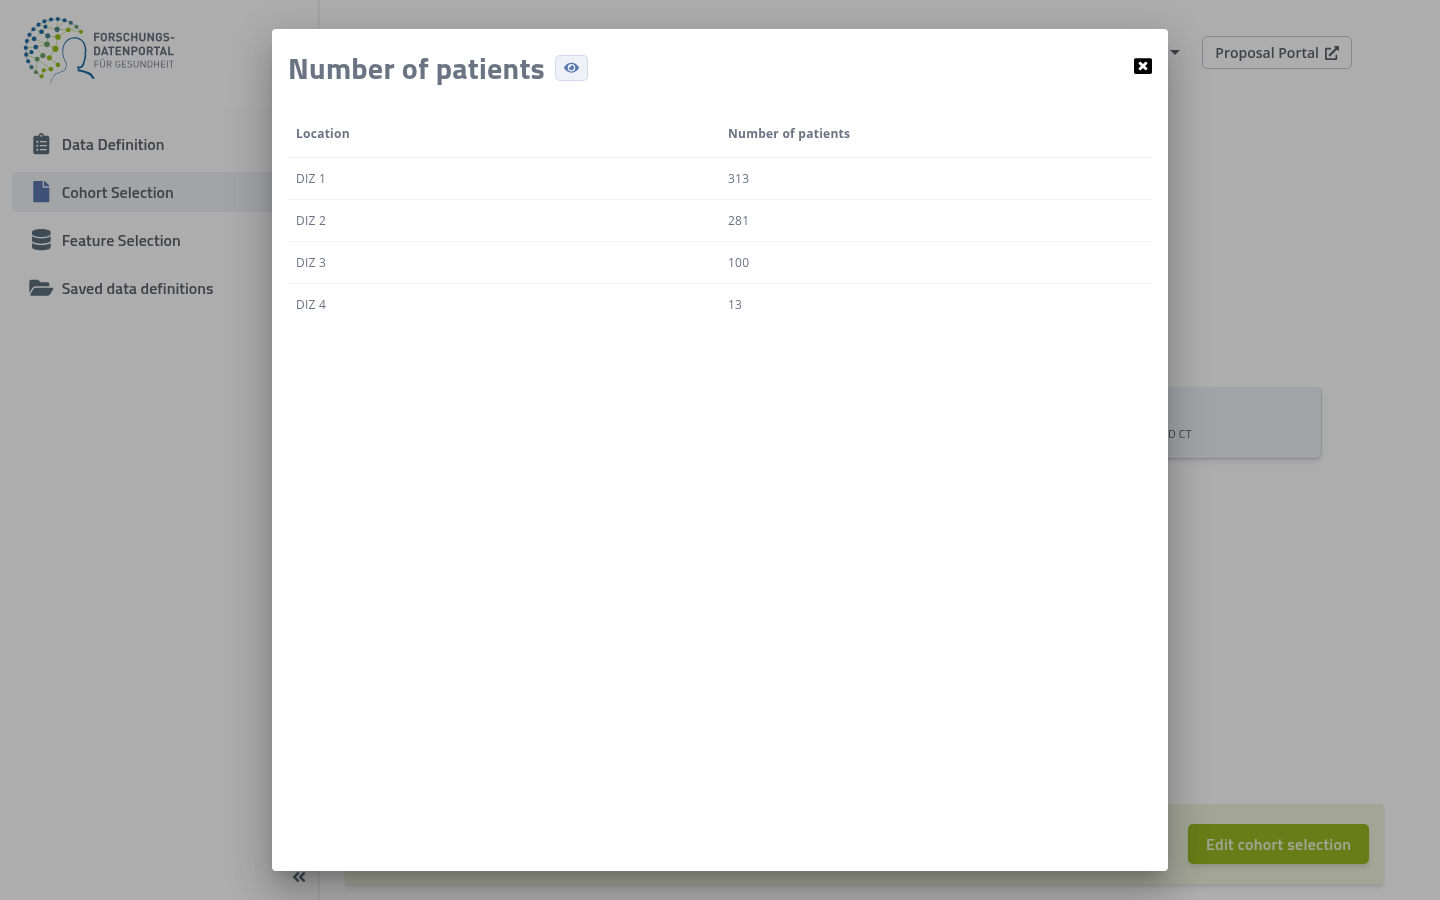 FORSCHUNGS-
DATENPORTAL
FÜR GESUNDHEIT
Data Definition
Cohort Selection
Feature Selection
Saved data definitions
Number of patients
Location Number of patients
DIZ 1 313
DIZ 2 281
DIZ 3 100
DIZ 4 13
Proposal Portal
D CT
Edit cohort selection